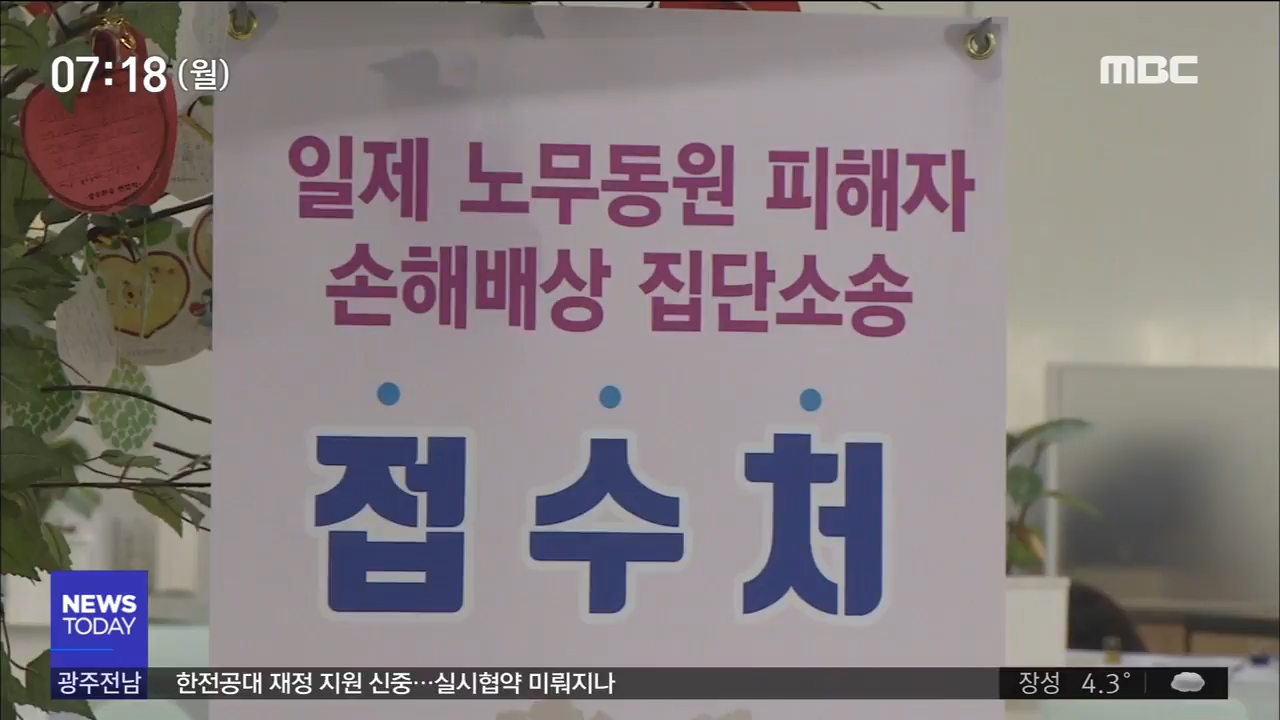 07:18 (월)
MBC
일제 노무동원 피해자
손해배상 집단소송
접수처
NEWS
TODAY
광주전남
한전공대 재정 지원 신중…실시협약 미뤄지나
장성 4.3°